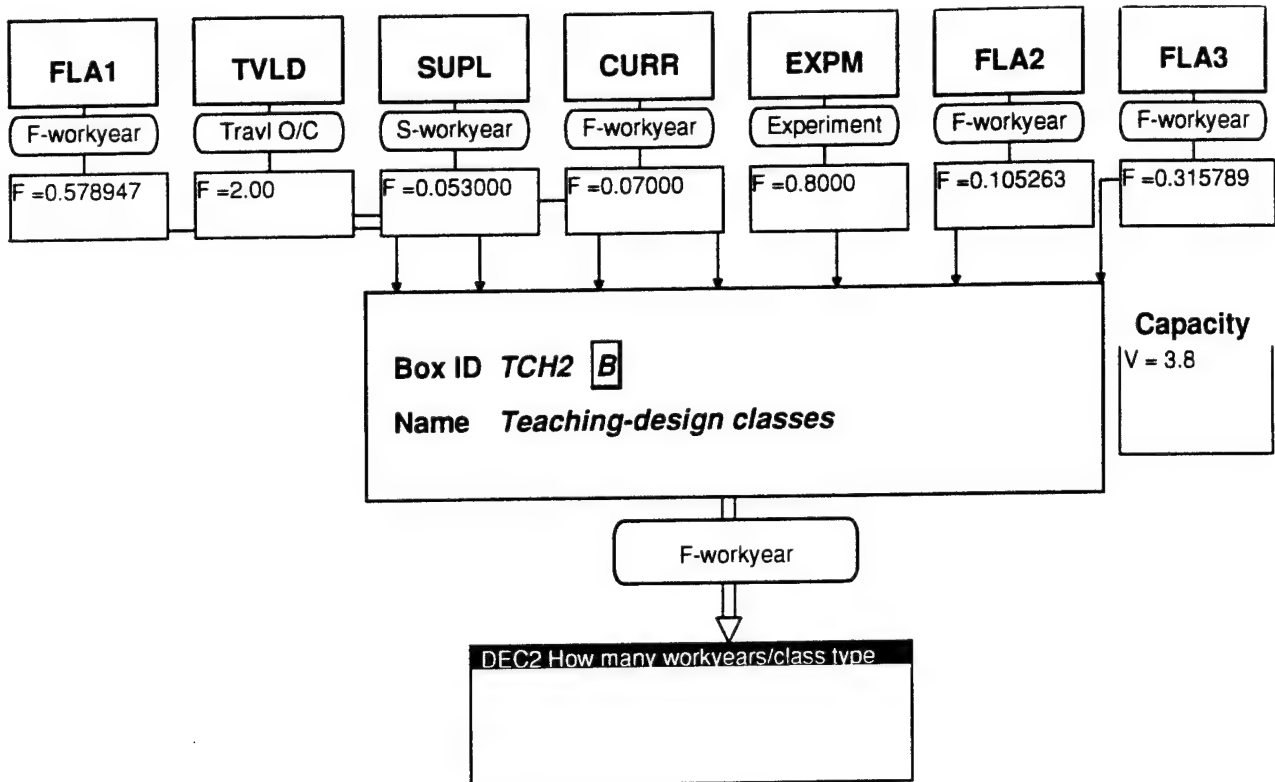 FLA1 TVLD SUPL CURR EXPM FLA2 FLA3
F-workyear Travl O/C S-workyear F-workyear Experiment F-workyear F-workyear
F =0.578947 F =2.00 F =0.053000 F =0.07000 F =0.8000 F =0.105263 F =0.315789
Capacity
V = 3.8
Box ID TCH2 B
Name Teaching-design classes
F-workyear
DEC2 How many workyears/class type